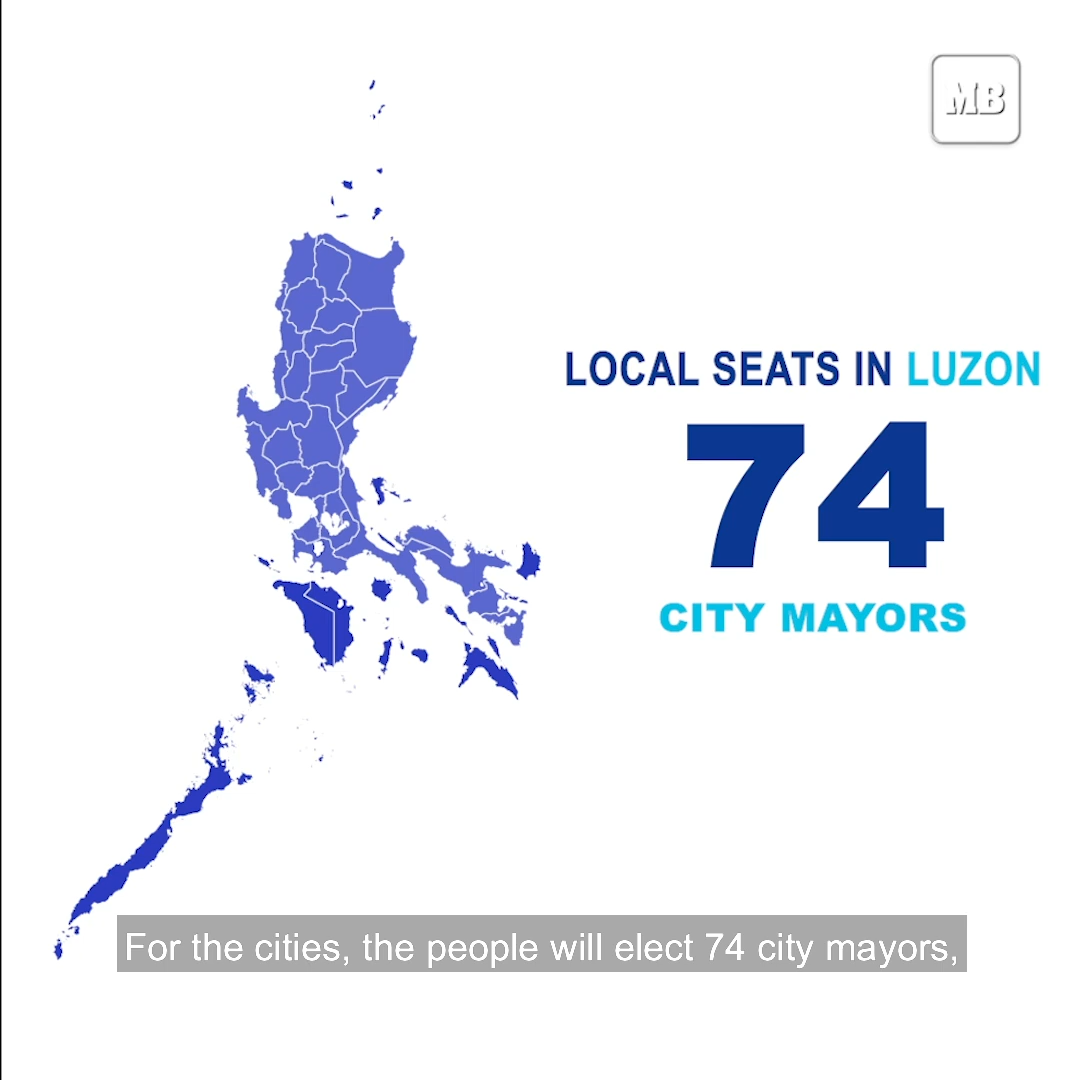 MB
LOCAL SEATS IN LUZON
74
CITY MAYORS
For the cities, the people will elect 74 city mayors,